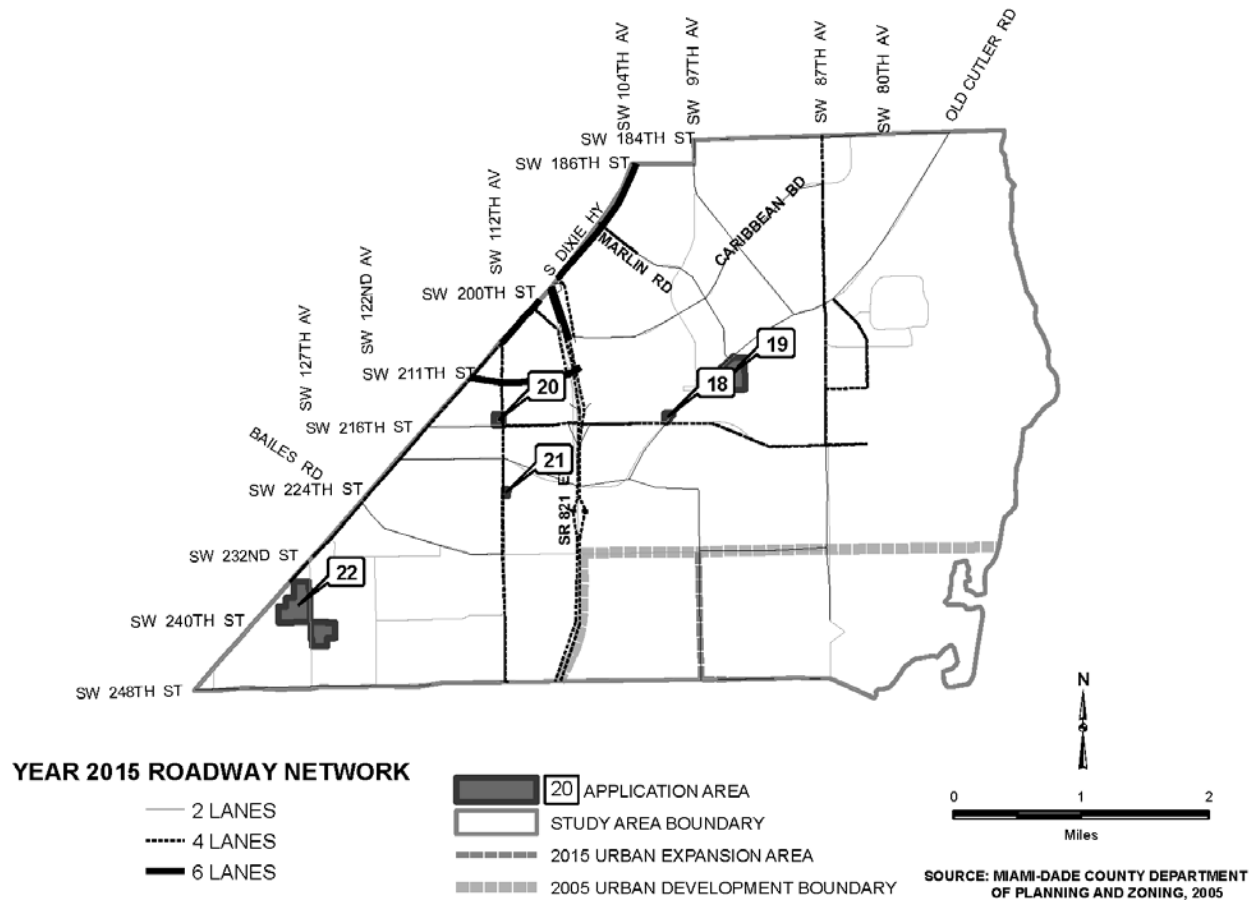 SW 104TH AV
SW 97TH AV
SW 87TH AV
SW 80TH AV
OLD CUTLER RD
SW 184TH ST
SW 186TH ST
SW 112TH AV
S DIXIE HY
MARLIN RD
CARIBBEAN BD
SW 200TH ST
SW 122ND AV
SW 127TH AV
SW 211TH ST
19
18
20
SW 216TH ST
BAILES RD
21
SW 224TH ST
SR 821 E
SW 232ND ST
22
SW 240TH ST
SW 248TH ST
N
YEAR 2015 ROADWAY NETWORK
2 LANES
4 LANES
6 LANES
20 APPLICATION AREA
STUDY AREA BOUNDARY
2015 URBAN EXPANSION AREA
2005 URBAN DEVELOPMENT BOUNDARY
0 1 2
Miles
SOURCE: MIAMI-DADE COUNTY DEPARTMENT
OF PLANNING AND ZONING, 2005